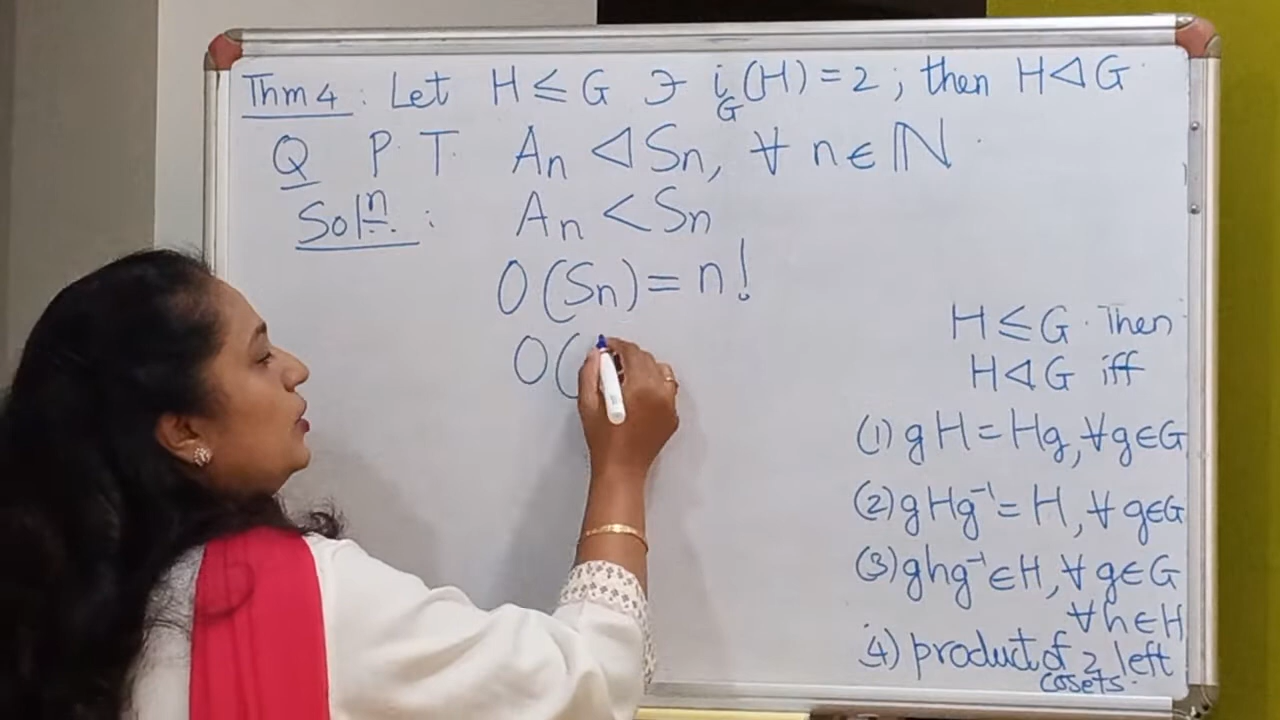 Thm 4 : Let H ≤ G ∋ i_G(H) = 2 ; then H ⊲ G.
Q P.T. An ⊲ Sn, ∀ n ∈ ℕ.
Solⁿ : An < Sn
O(Sn) = n!
O(
H ≤ G. Then
H ⊲ G iff
(1) gH = Hg, ∀ g ∈ G
(2) gHg⁻¹ = H, ∀ g ∈ G
(3) ghg⁻¹ ∈ H, ∀ g ∈ G
∀ h ∈ H
(4) product of 2 left
cosets.